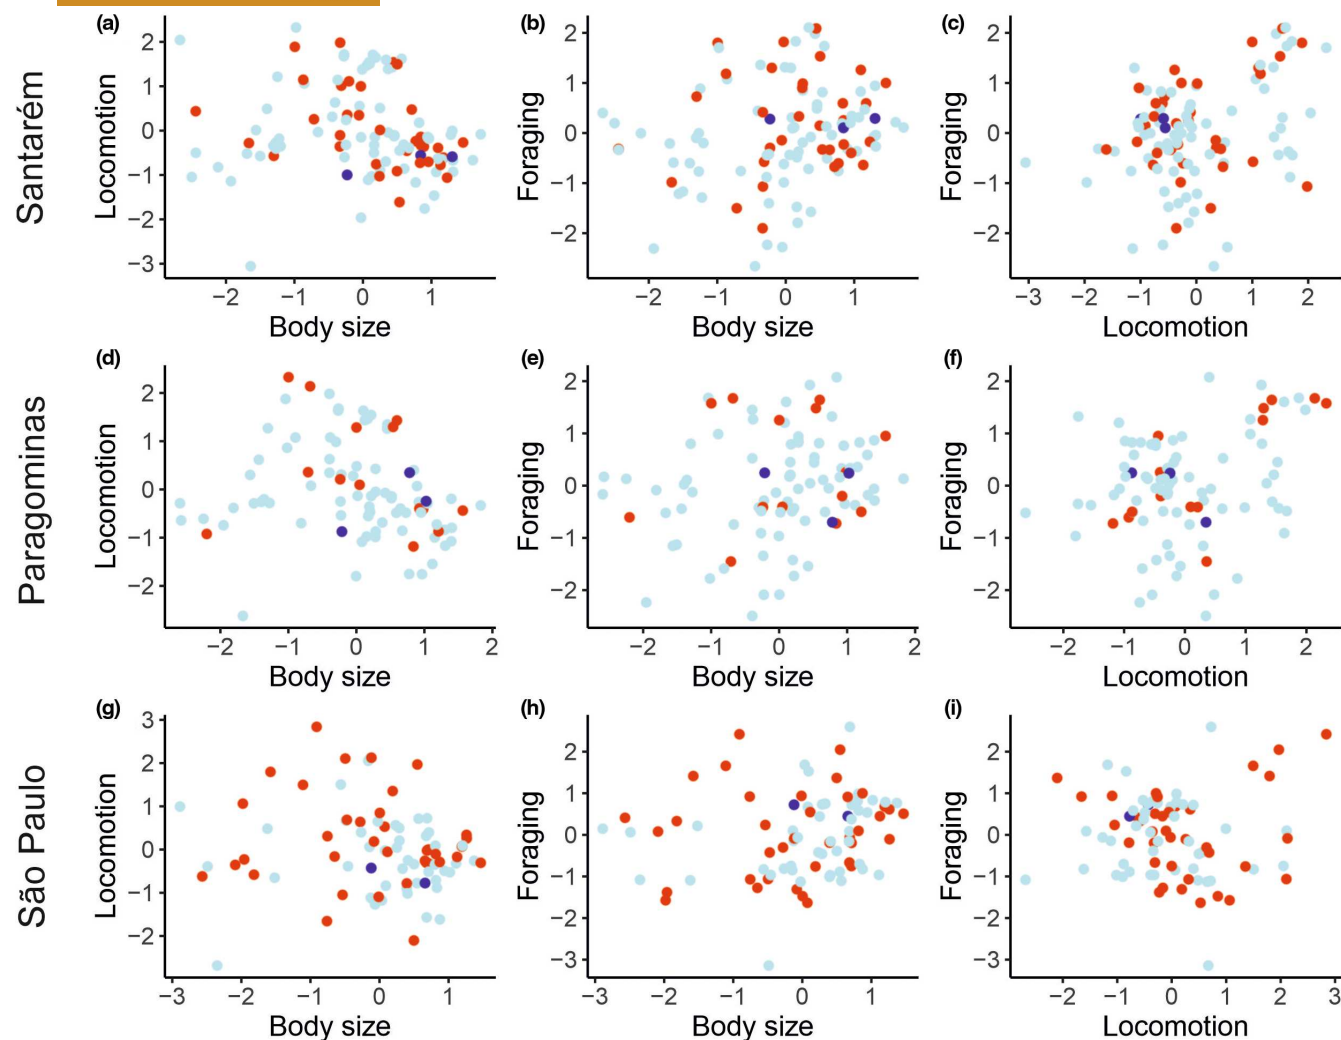 (a) (b) (c)
Santarém
Locomotion
2
1
0
−1
−2
−3
−2 −1 0 1
Body size
Foraging
2
1
0
−1
−2
−2 −1 0 1
Body size
Foraging
2
1
0
−1
−2
−3 −2 −1 0 1 2
Locomotion
(d) (e) (f)
Paragominas
Locomotion
2
1
0
−1
−2
−2 −1 0 1 2
Body size
Foraging
2
1
0
−1
−2
−2 −1 0 1 2
Body size
Foraging
2
1
0
−1
−2
−2 −1 0 1 2
Locomotion
(g) (h) (i)
São Paulo
Locomotion
3
2
1
0
−1
−2
−3 −2 −1 0 1
Body size
Foraging
2
1
0
−1
−2
−3
−3 −2 −1 0 1
Body size
Foraging
2
1
0
−1
−2
−3
−2 −1 0 1 2 3
Locomotion